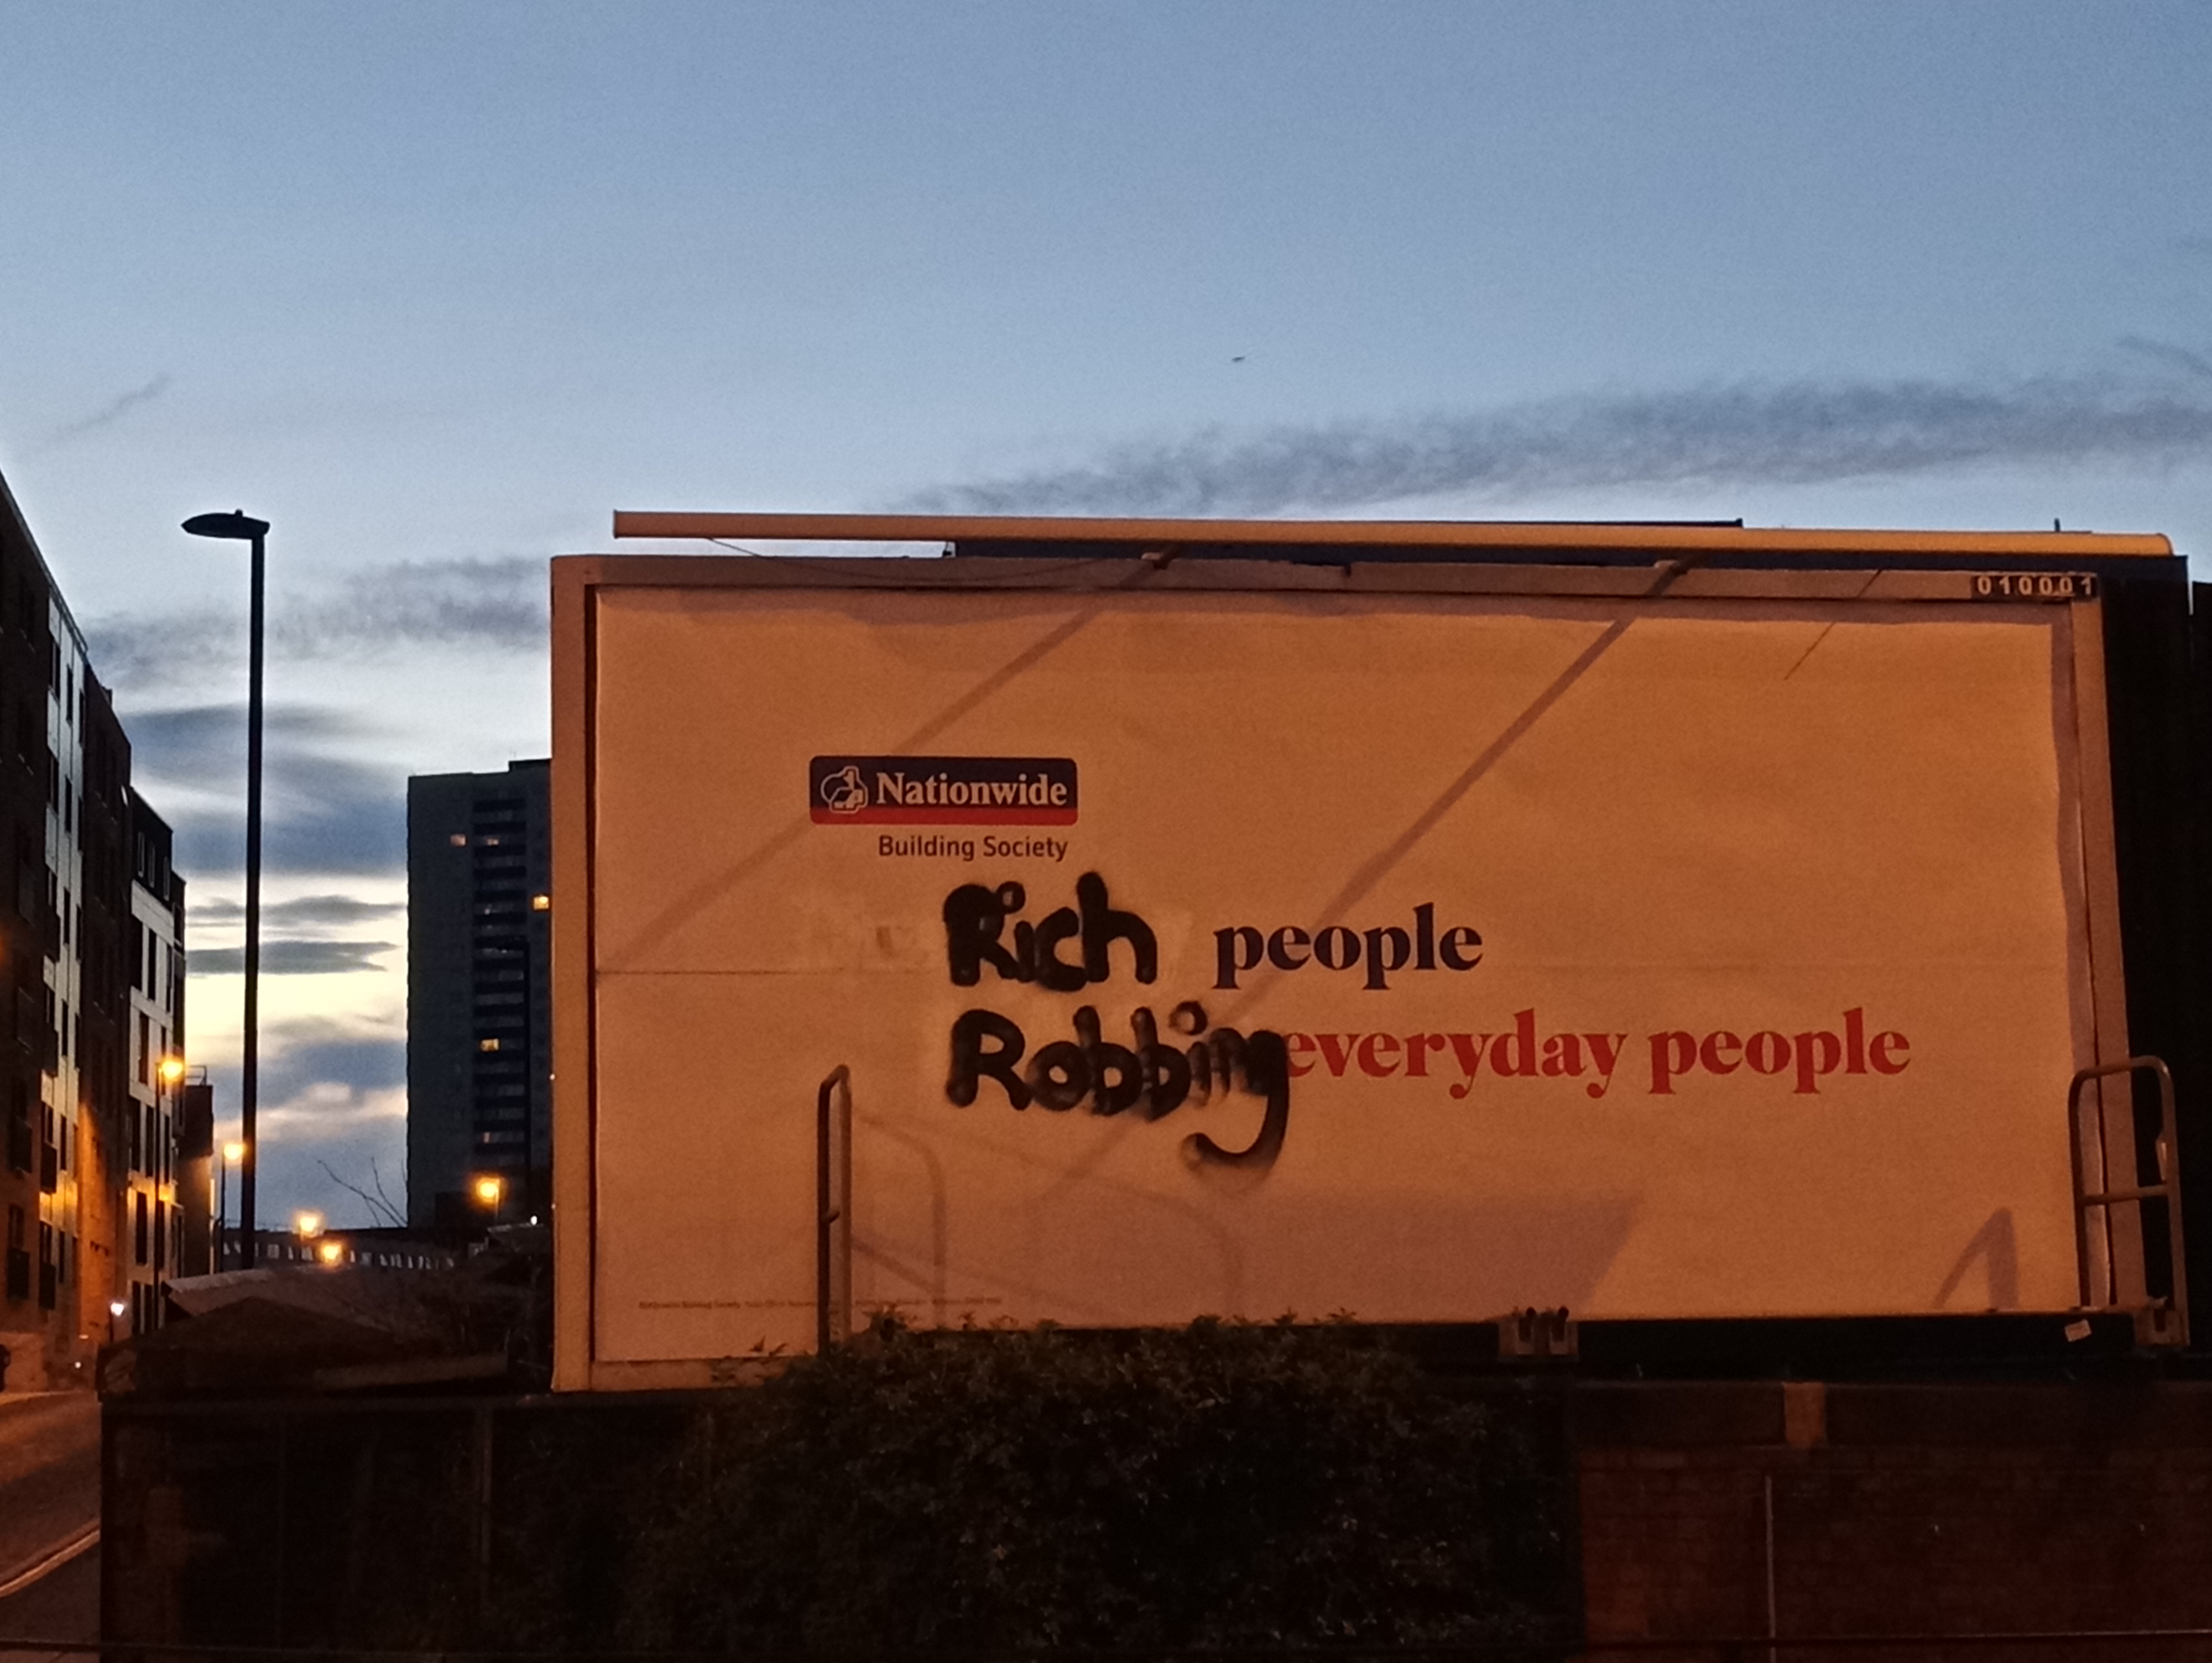 010001
Nationwide
Building Society
Rich people
Robbing everyday people